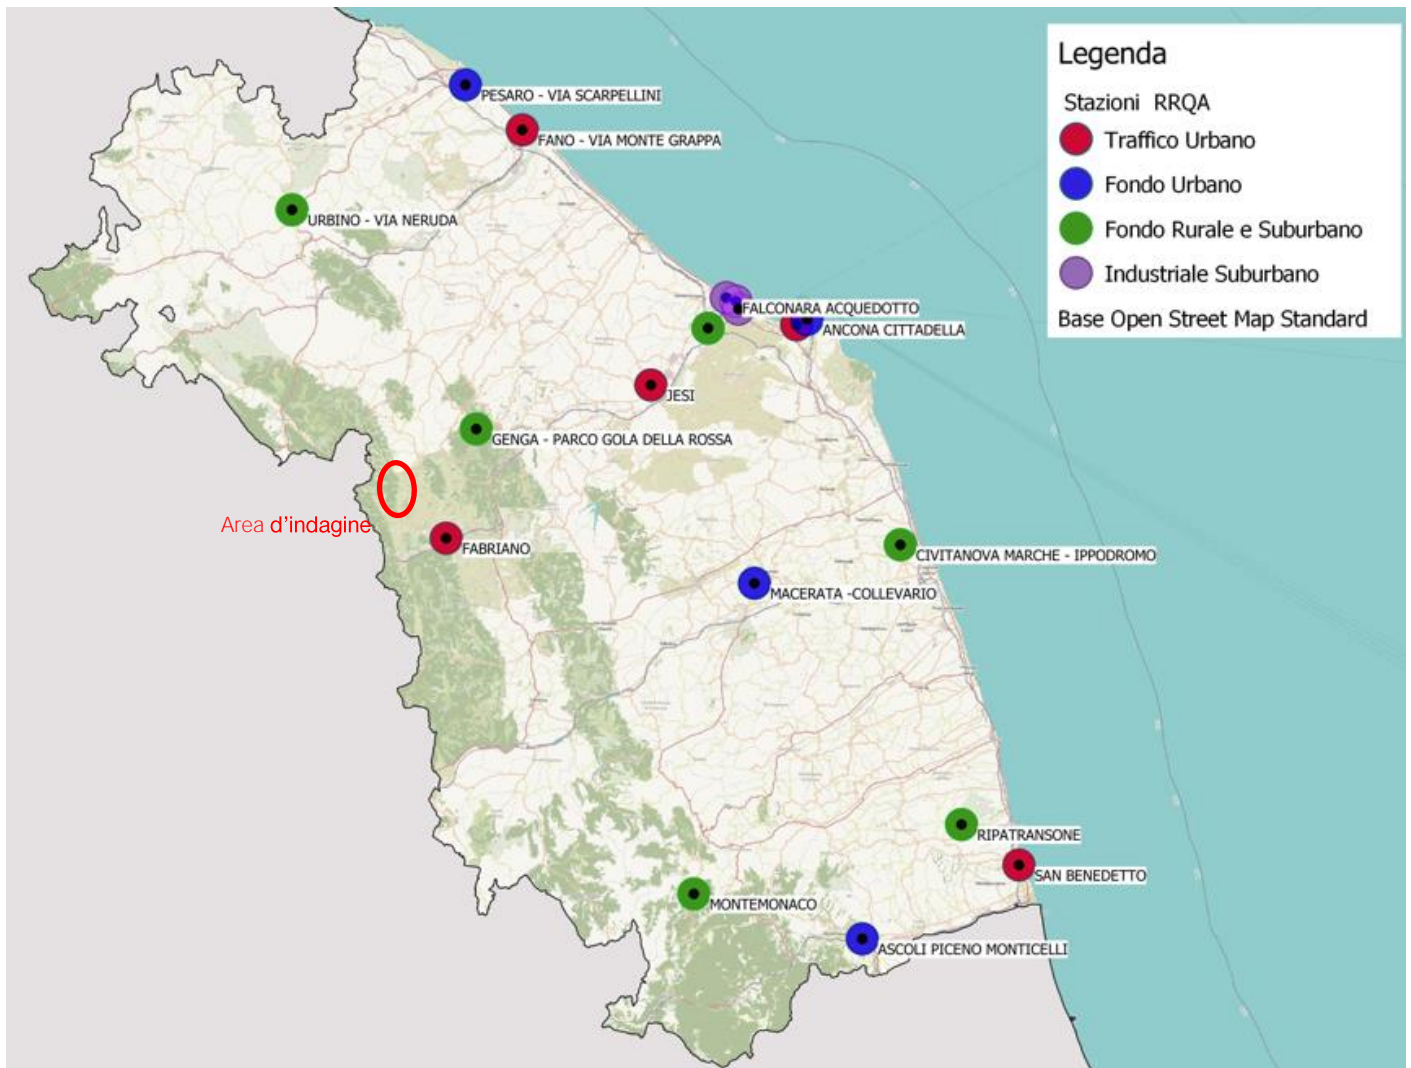 Legenda
Stazioni RRQA
Traffico Urbano
Fondo Urbano
Fondo Rurale e Suburbano
Industriale Suburbano
Base Open Street Map Standard
PESARO - VIA SCARPELLINI
FANO - VIA MONTE GRAPPA
URBINO - VIA NERUDA
FALCONARA ACQUEDOTTO
ANCONA CITTADELLA
JESI
GENGA - PARCO GOLA DELLA ROSSA
Area d'indagine
FABRIANO
CIVITANOVA MARCHE - IPPODROMO
MACERATA -COLLEVARIO
RIPATRANSONE
SAN BENEDETTO
MONTEMONACO
ASCOLI PICENO MONTICELLI